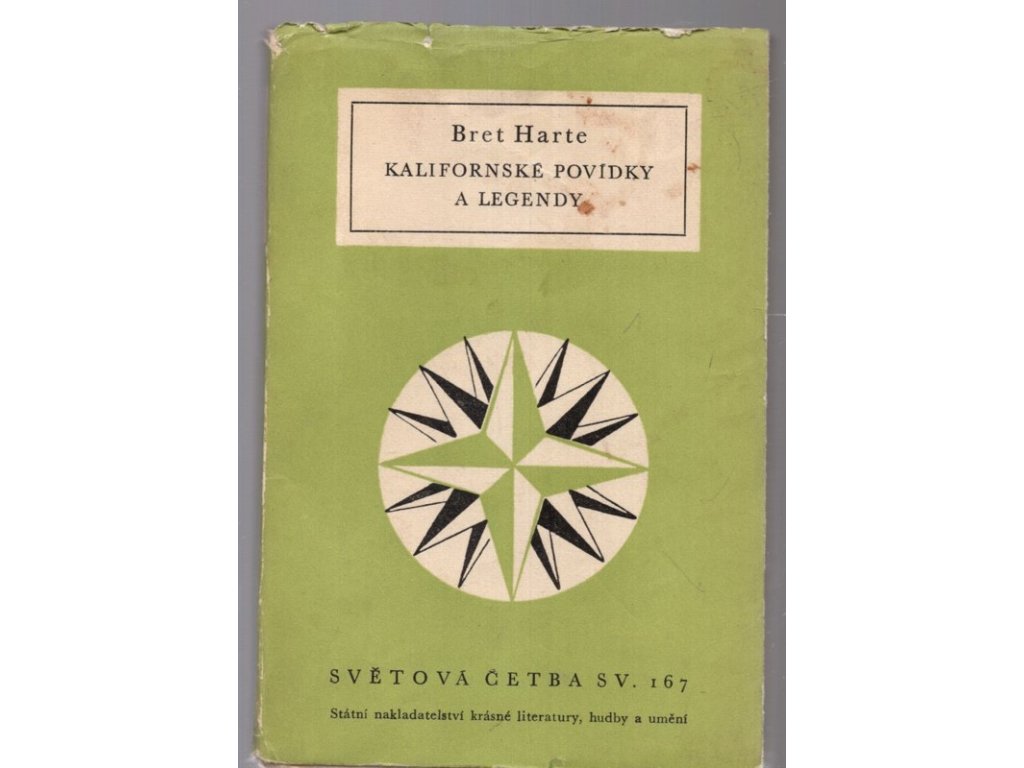 Bret Harte
KALIFORNSKÉ POVÍDKY
A LEGENDY
SVĚTOVÁ ČETBA SV. 167
Státní nakladatelství krásné literatury, hudby a umění